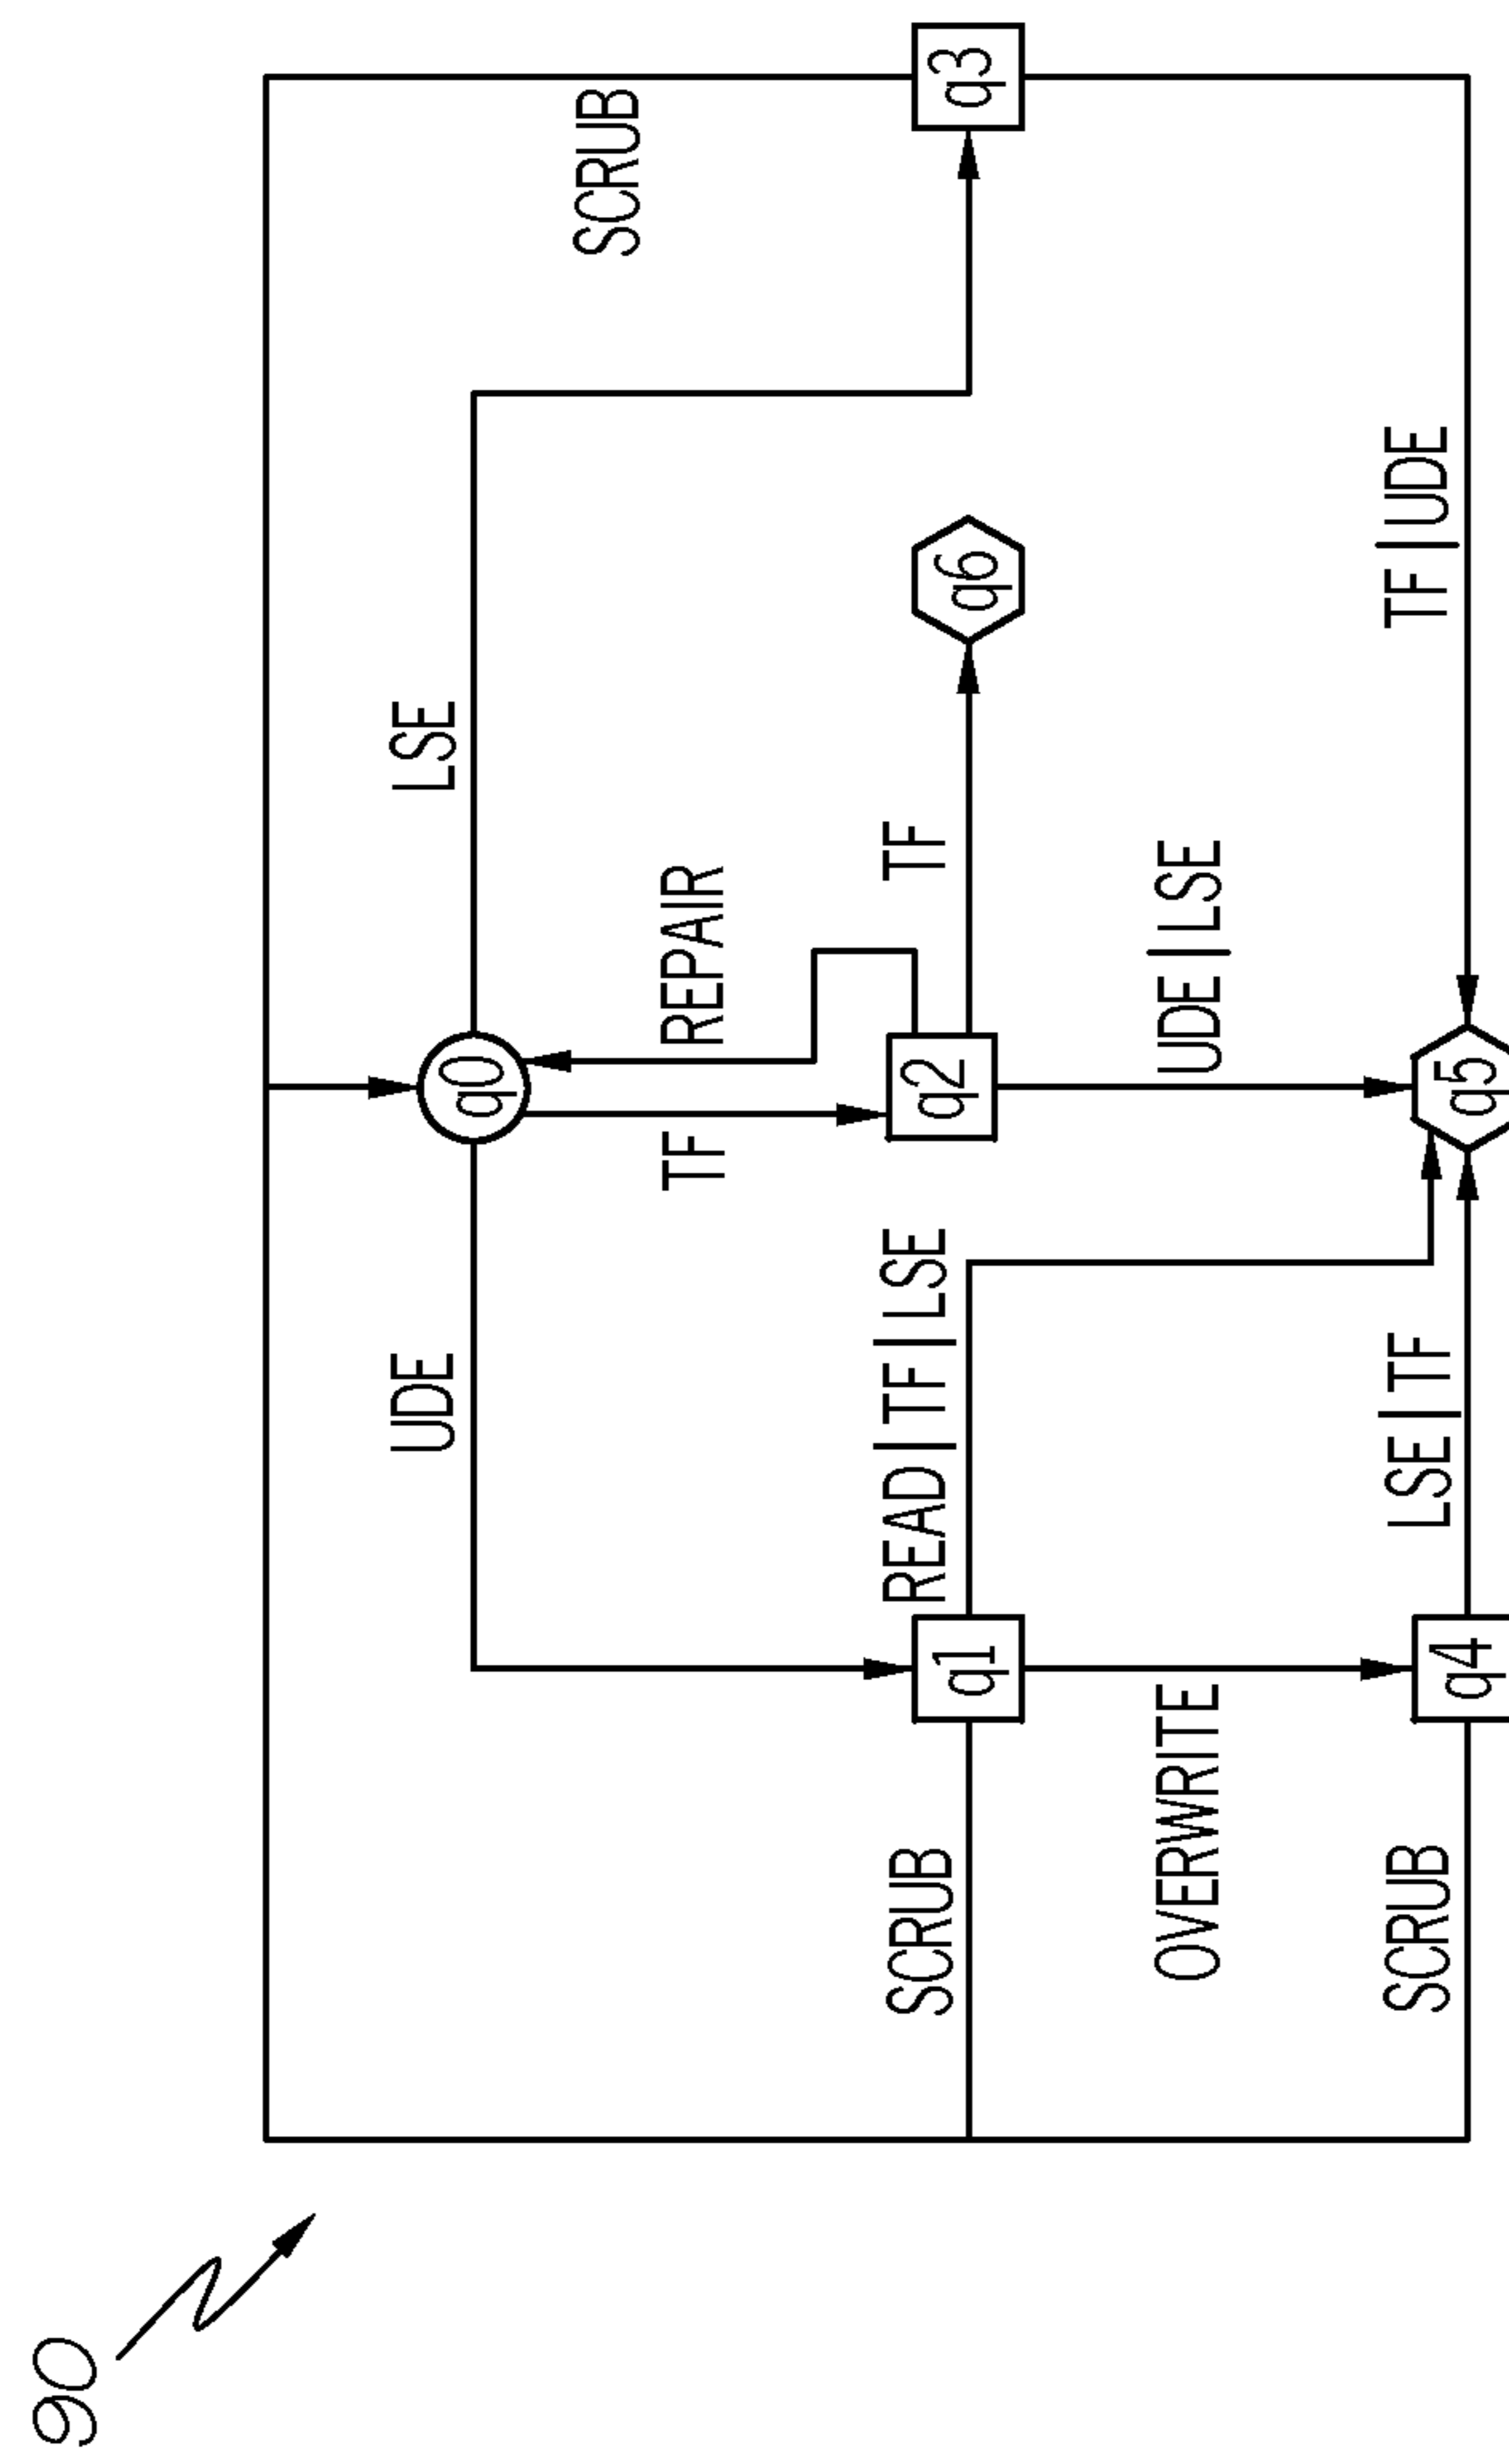 90
UDE
q0
LSE
SCRUB
TF
REPAIR
SCRUB
q1
READ|TF|LSE
q2
TF
q6
q3
OVERWRITE
UDE|LSE
SCRUB
q4
LSE|TF
q5
TF|UDE